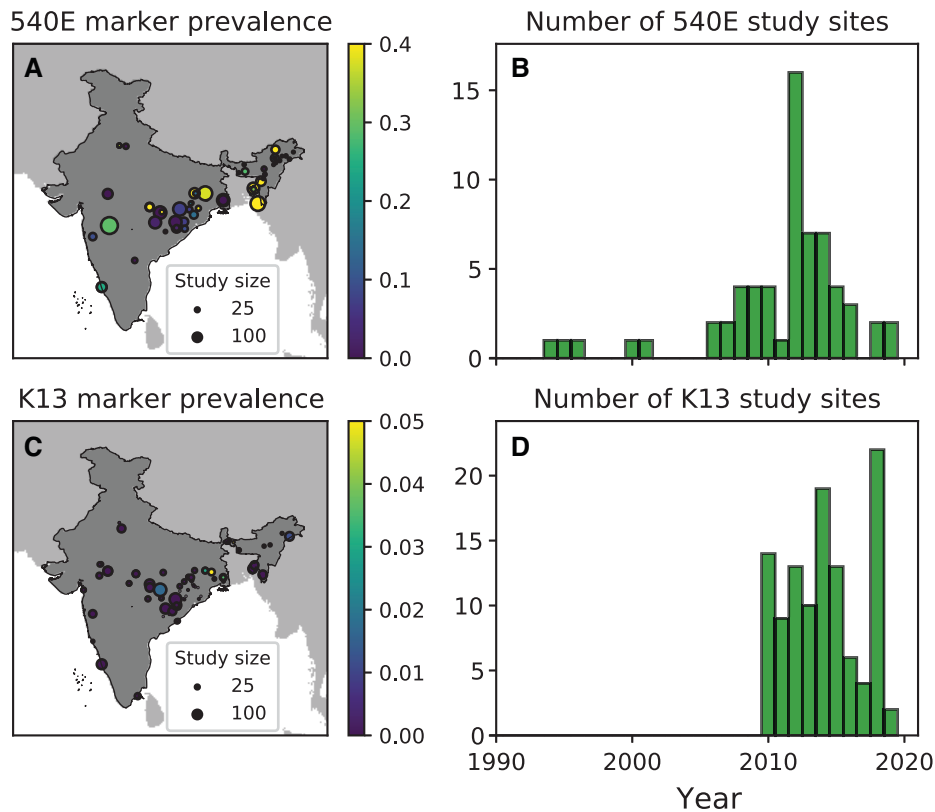 540E marker prevalence
A
0.4
0.3
0.2
0.1
0.0
Study size
25
100
Number of 540E study sites
B
15
10
5
0
K13 marker prevalence
C
0.05
0.04
0.03
0.02
0.01
0.00
Study size
25
100
Number of K13 study sites
D
20
15
10
5
0
1990 2000 2010 2020
Year